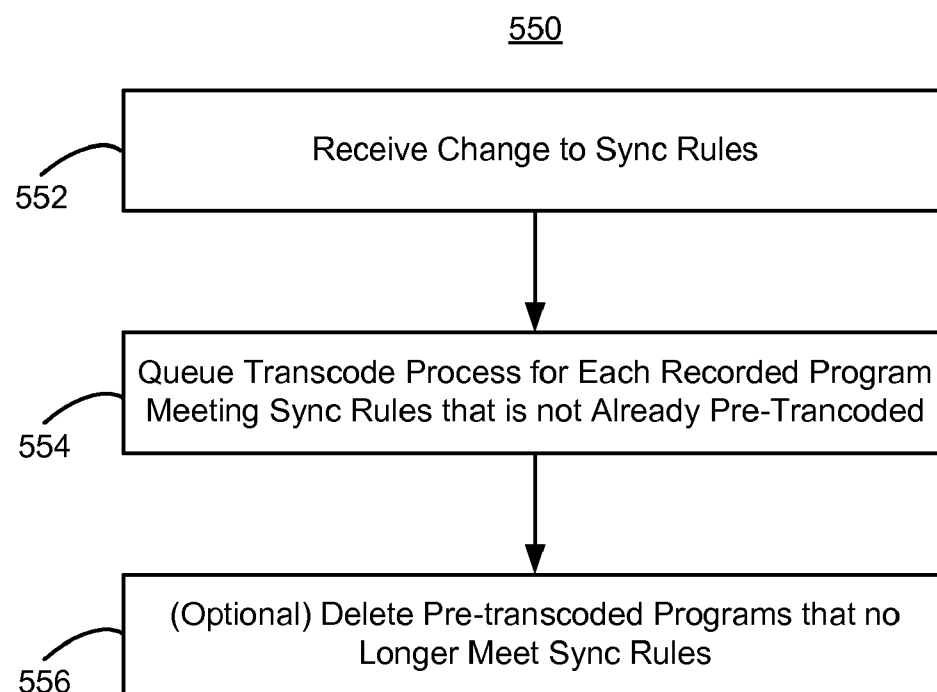 550
Receive Change to Sync Rules
552
Queue Transcode Process for Each Recorded Program
Meeting Sync Rules that is not Already Pre-Trancoded
554
(Optional) Delete Pre-transcoded Programs that no
Longer Meet Sync Rules
556